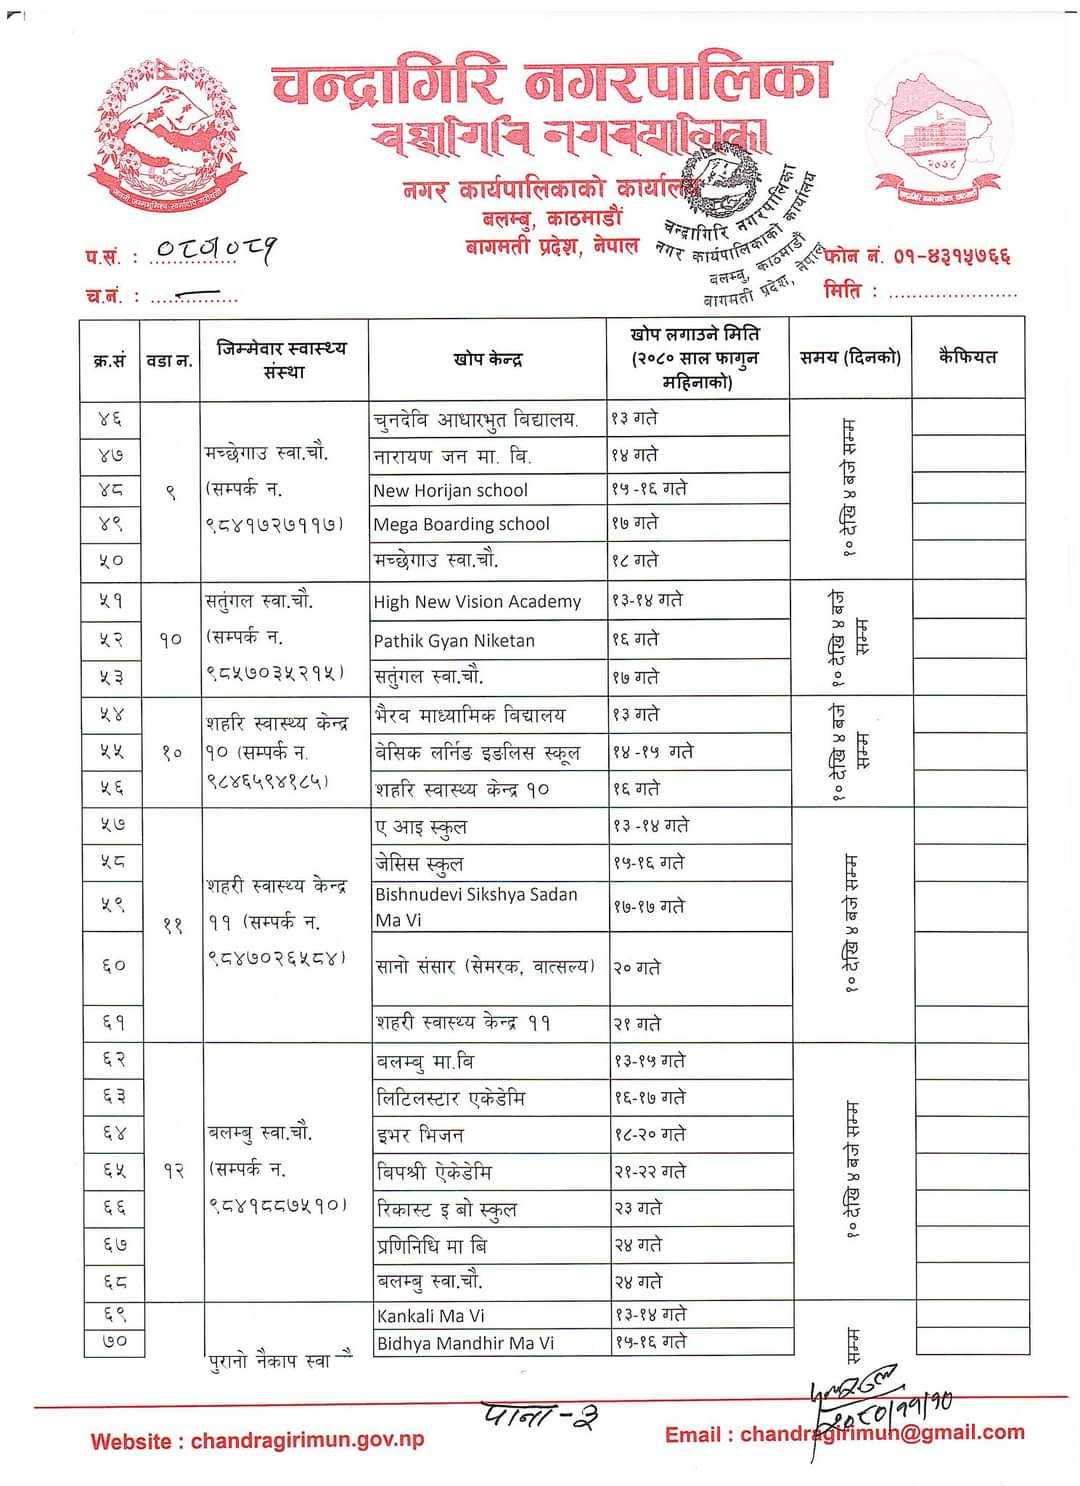 चन्द्रागिरि नगरपालिका
नगर कार्यपालिकाको कार्यालय
बलम्बु, काठमाडौं
बागमती प्रदेश, नेपाल
२०७४
चन्द्रागिरि नगरपालिका
नगर कार्यपालिकाको कार्यालय
बलम्बु, काठमाडौं
बागमती प्रदेश, नेपाल
प.सं. : ०८०/०८१
च.नं. :
फोन नं. ०१-४३१५७६६
मिति :
क्र.सं वडा न. जिम्मेवार स्वास्थ्य संस्था खोप केन्द्र खोप लगाउने मिति (२०८० साल फागुन महिनाको) समय (दिनको) कैफियत
४६ चुनदेवि आधारभुत विद्यालय. १३ गते
४७ नारायण जन मा. बि. १४ गते
४८ ९ मच्छेगाउ स्वा.चौ. (सम्पर्क न. ९८४१७२७११७) New Horijan school १५-१६ गते १० देखि ४ बजे सम्म
४९ Mega Boarding school १७ गते
५० मच्छेगाउ स्वा.चौ. १८ गते
५१ सतुंगल स्वा.चौ. High New Vision Academy १३-१४ गते
५२ १० (सम्पर्क न. Pathik Gyan Niketan १६ गते १० देखि ४ बजे सम्म
५३ ९८५७०३५२१५) सतुंगल स्वा.चौ. १७ गते
५४ भैरव माध्यामिक विद्यालय १३ गते
५५ १० शहरि स्वास्थ्य केन्द्र १० (सम्पर्क न. ९८४६५९४१८५) बेसिक लर्निङ इङलिस स्कूल १४-१५ गते १० देखि ४ बजे सम्म
५६ शहरि स्वास्थ्य केन्द्र १० १६ गते
५७ ए आइ स्कुल १३-१४ गते
५८ जेसिस स्कुल १५-१६ गते
५९ ११ शहरी स्वास्थ्य केन्द्र ११ (सम्पर्क न. ९८४७०२६५८४) Bishnudevi Sikshya Sadan Ma Vi १७-१७ गते १० देखि ४ बजे सम्म
६० सानो संसार (सेमरक, वात्सल्य) २० गते
६१ शहरी स्वास्थ्य केन्द्र ११ २१ गते
६२ बलम्बु मा.बि १३-१५ गते
६३ लिटिलस्टार एकेडेमि १६-१७ गते
६४ इभर भिजन १८-२० गते
६५ १२ बलम्बु स्वा.चौ. (सम्पर्क न. ९८४१८८७५१०) बिपश्री ऐकेडेमि २१-२२ गते १० देखि ४ बजे सम्म
६६ रिकास्ट इ बो स्कुल २३ गते
६७ प्रणिनिधि मा बि २४ गते
६८ बलम्बु स्वा.चौ. २४ गते
६९ Kankali Ma Vi १३-१४ गते
७० Bidhya Mandhir Ma Vi १५-१६ गते सम्म
पुरानो नैकाप स्वा
पाना-३
२०८०/११/१०
Website : chandragirimun.gov.np
Email : chandragirimun@gmail.com